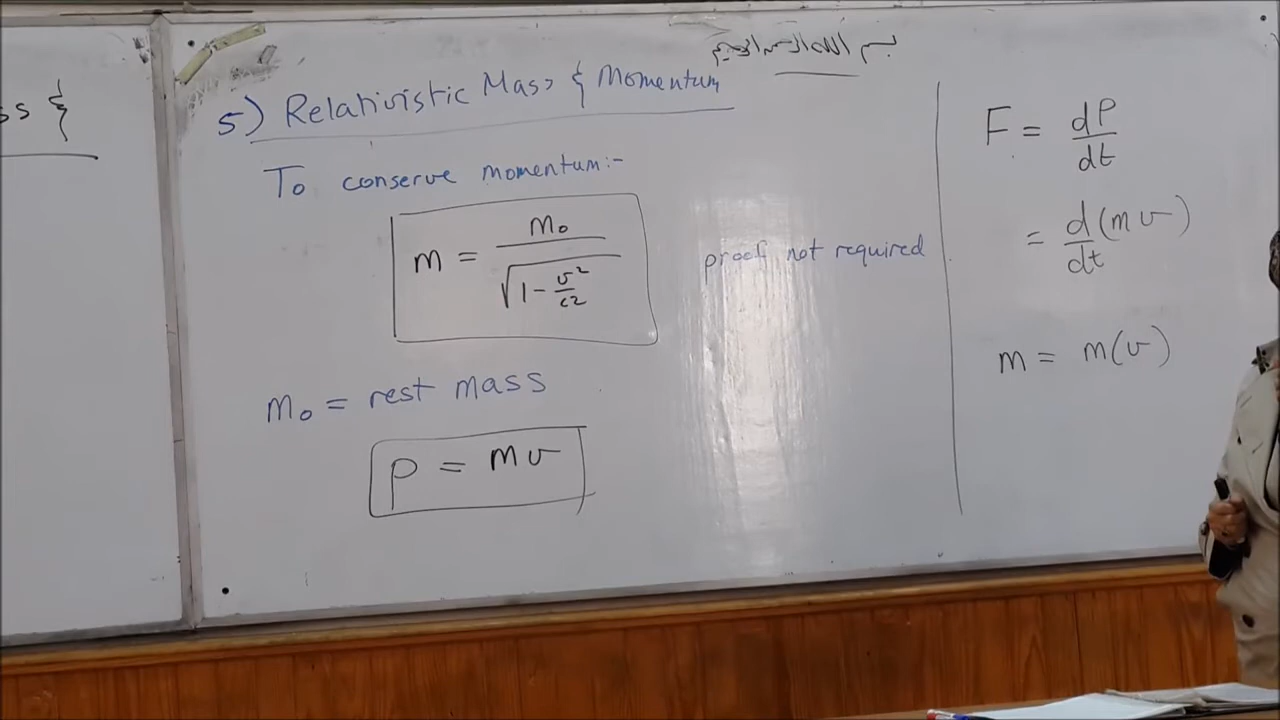 بسم الله الرحمن الرحيم
ss &
5) Relativistic Mass & Momentum
To conserve momentum:-
m = m₀ / √(1 - v²/c²)
proof not required
m₀ = rest mass
p = mv
F = dP/dt
= d/dt (mv)
m = m(v)